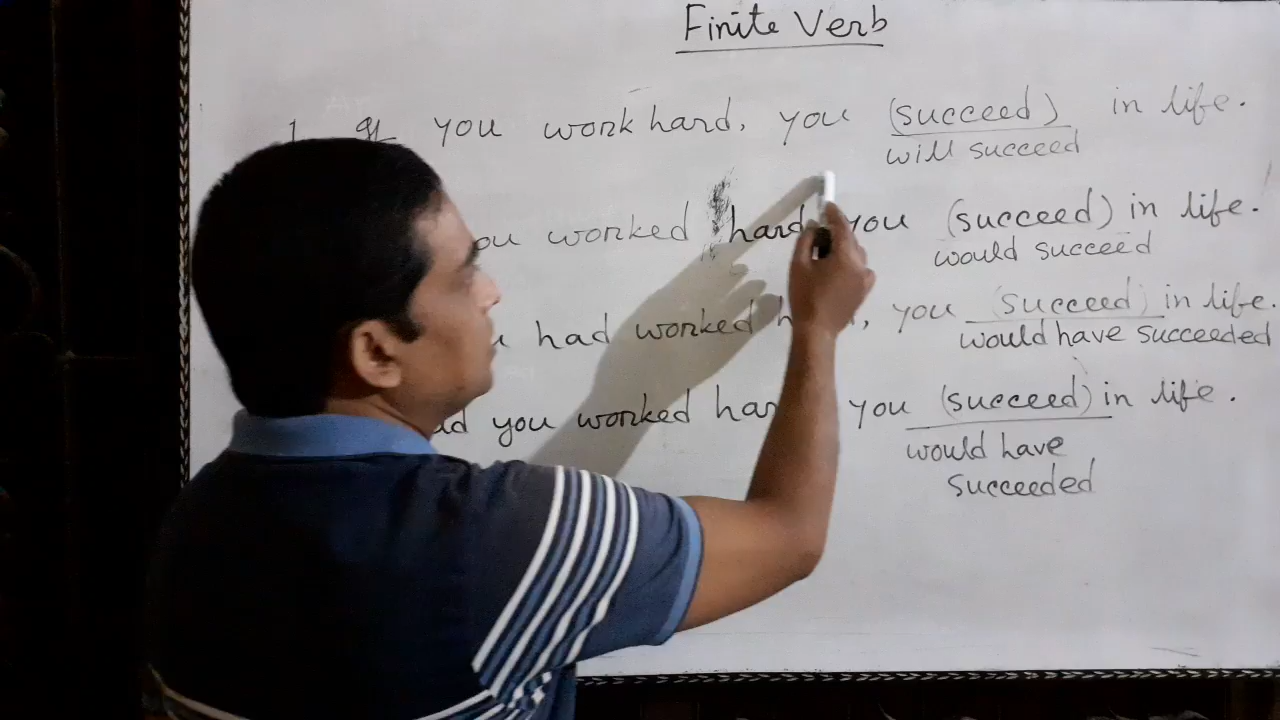 Finite Verb
1. If you work hard, you (succeed) in life.
will succeed
you worked hard you (succeed) in life.
would succeed
had worked you (succeed) in life.
would have succeeded
you worked you (succeed) in life.
would have
succeeded